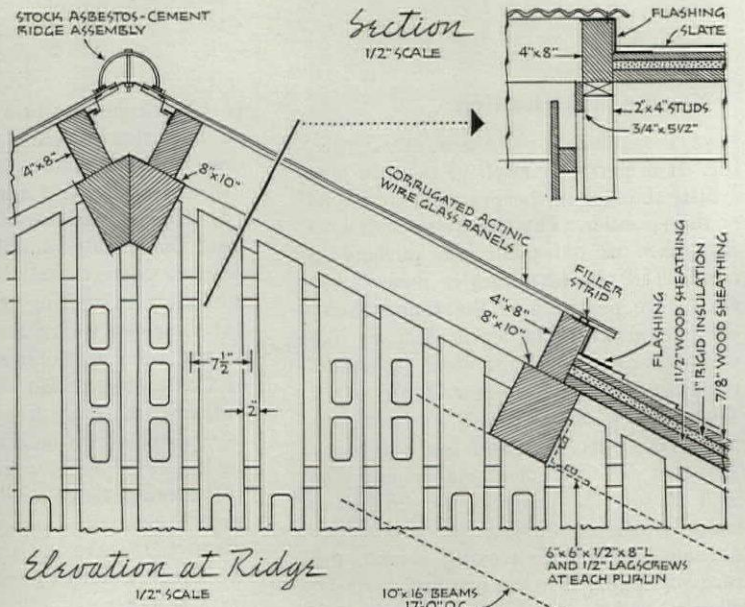 STOCK ASBESTOS-CEMENT
RIDGE ASSEMBLY
Section
1/2" SCALE
FLASHING
SLATE
4"x8"
2"x4" STUDS
3/4"x5 1/2"
4"x8"
8"x10"
CORRUGATED ACTINIC
WIRE GLASS PANELS
FILLER
STRIP
4"x8"
8"x10"
FLASHING
1 1/2" WOOD SHEATHING
1" RIGID INSULATION
7/8" WOOD SHEATHING
7 1/2"
2"
Elevation at Ridge
1/2" SCALE
6"x6"x1/2"x8"L
AND 1/2" LAGSCREWS
AT EACH PURLIN
10"x16" BEAMS
17'-0" O.C.